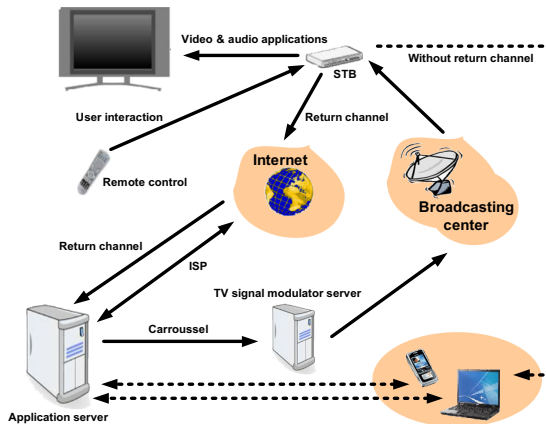 Video & audio applications
Without return channel
STB
User interaction
Return channel
Internet
Remote control
Broadcasting
center
Return channel
ISP
TV signal modulator server
Carroussel
Application server